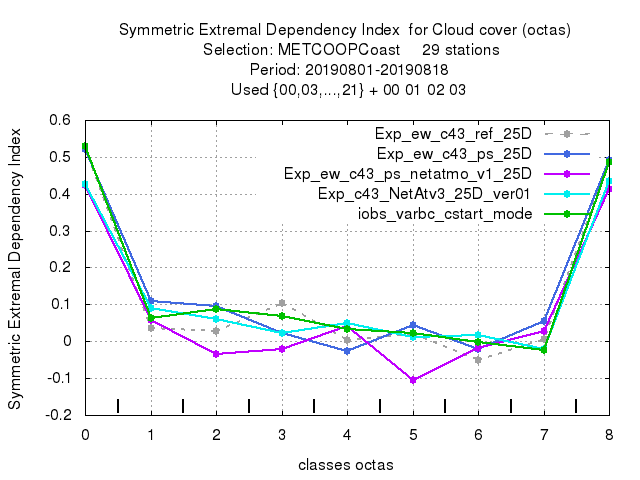 Symmetric Extremal Dependency Index  for Cloud cover (octas)
Selection: METCOOPCoast     29 stations
Period: 20190801-20190818
Used {00,03,...,21} + 00 01 02 03
Symmetric Extremal Dependency Index
0.6
0.5
0.4
0.3
0.2
0.1
0
-0.1
-0.2
Exp_ew_c43_ref_25D
Exp_ew_c43_ps_25D
Exp_ew_c43_ps_netatmo_v1_25D
Exp_c43_NetAtv3_25D_ver01
iobs_varbc_cstart_mode
0 1 2 3 4 5 6 7 8
classes octas